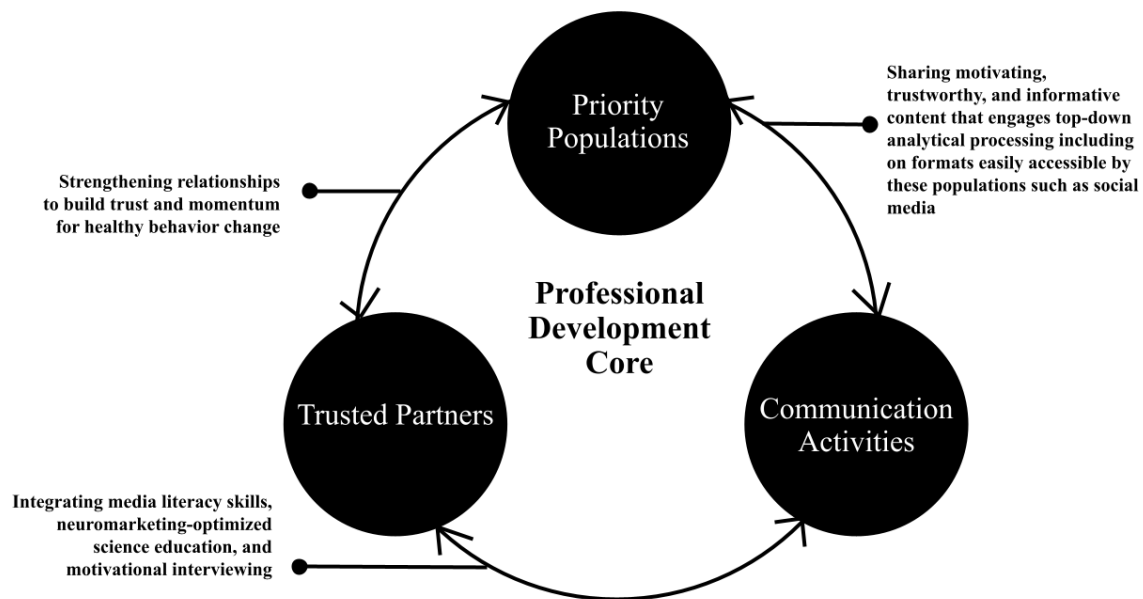 Priority
Populations
Sharing motivating,
trustworthy, and informative
content that engages top-down
analytical processing including
on formats easily accessible by
these populations such as social
media
Strengthening relationships
to build trust and momentum
for healthy behavior change
Professional
Development
Core
Trusted Partners
Communication
Activities
Integrating media literacy skills,
neuromarketing-optimized
science education, and
motivational interviewing